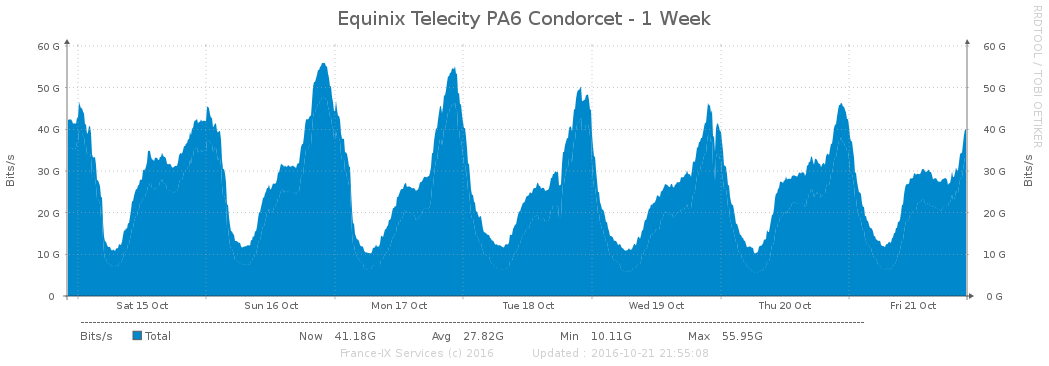 Equinix Telecity PA6 Condorcet - 1 Week
RRDTOOL / TOBI OETIKER
60 G 60 G
50 G 50 G
40 G 40 G
30 G 30 G
20 G 20 G
10 G 10 G
0 0 G
Bits/s
Bits/s
Sat 15 Oct Sun 16 Oct Mon 17 Oct Tue 18 Oct Wed 19 Oct Thu 20 Oct Fri 21 Oct
Bits/s Total Now 41.18G Avg 27.82G Min 10.11G Max 55.95G
France-IX Services (c) 2016 Updated : 2016-10-21 21:55:08